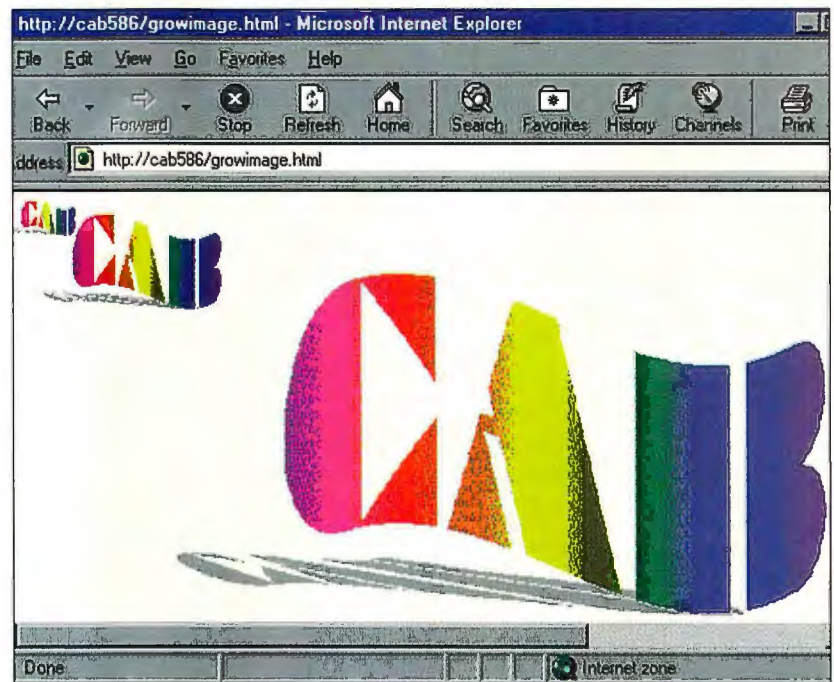 http://cab586/growimage.html - Microsoft Internet Explorer
File Edit View Go Favorites Help
Back Forward Stop Refresh Home Search Favorites History Channels Print
ddress http://cab586/growimage.html
CAB
CAB
CAB
Done Internet zone